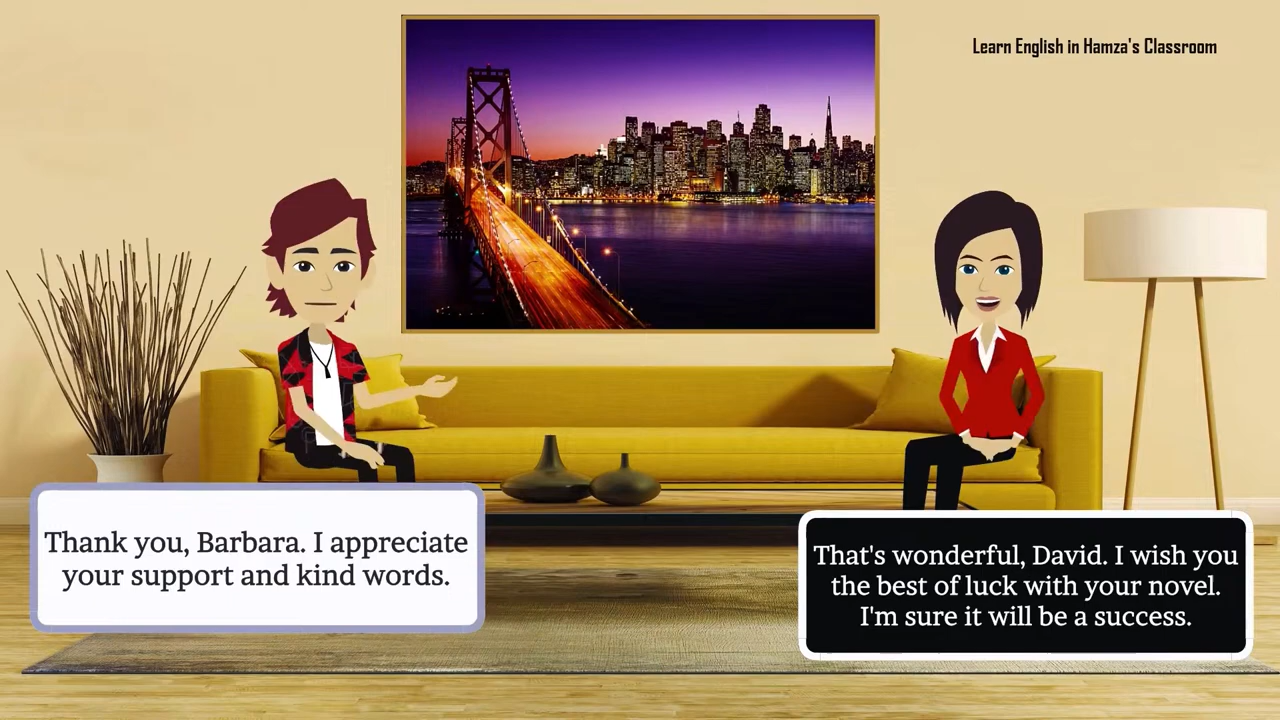 Learn English in Hamza's Classroom
Thank you, Barbara. I appreciate
your support and kind words.
That's wonderful, David. I wish you
the best of luck with your novel.
I'm sure it will be a success.